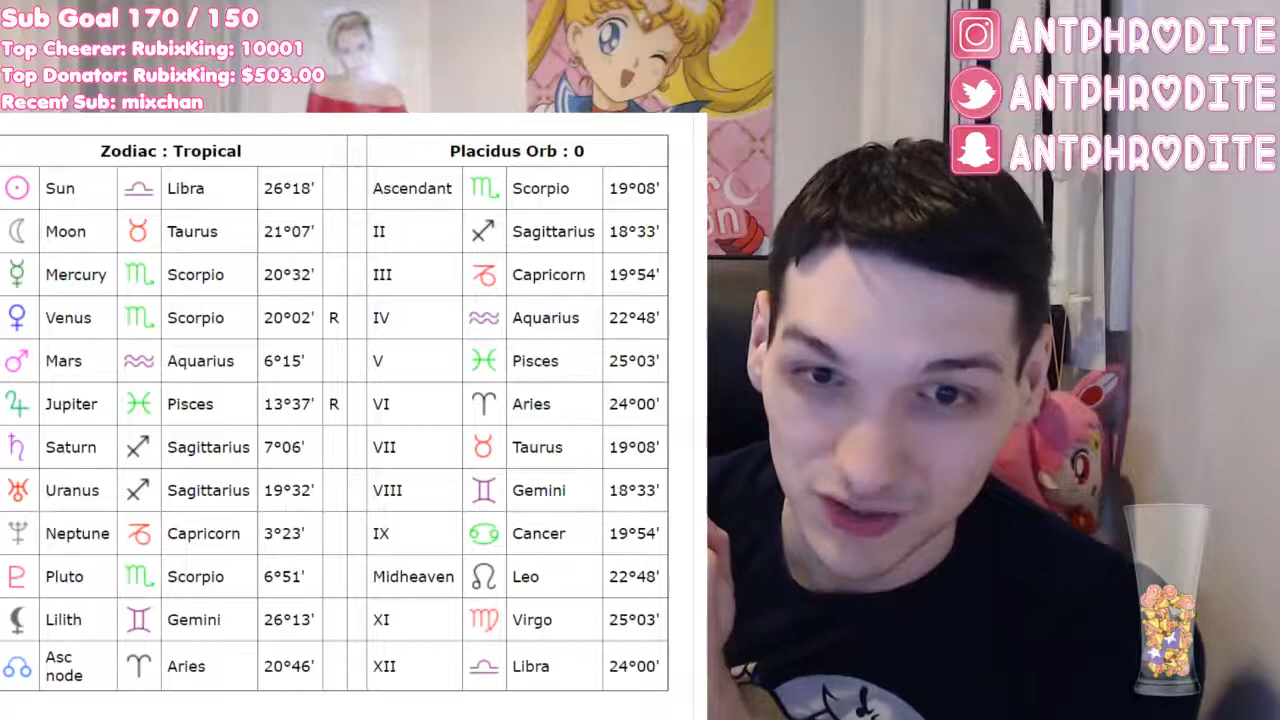 Sub Goal 170 / 150
Top Cheerer: RubixKing: 10001
Top Donator: RubixKing: $503.00
Recent Sub: mixchan
ANTPHRODITE
ANTPHRODITE
ANTPHRODITE
Zodiac : Tropical Placidus Orb : 0
Sun Libra 26°18' Ascendant Scorpio 19°08'
Moon Taurus 21°07' II Sagittarius 18°33'
Mercury Scorpio 20°32' III Capricorn 19°54'
Venus Scorpio 20°02' R IV Aquarius 22°48'
Mars Aquarius 6°15' V Pisces 25°03'
Jupiter Pisces 13°37' R VI Aries 24°00'
Saturn Sagittarius 7°06' VII Taurus 19°08'
Uranus Sagittarius 19°32' VIII Gemini 18°33'
Neptune Capricorn 3°23' IX Cancer 19°54'
Pluto Scorpio 6°51' Midheaven Leo 22°48'
Lilith Gemini 26°13' XI Virgo 25°03'
Asc node Aries 20°46' XII Libra 24°00'